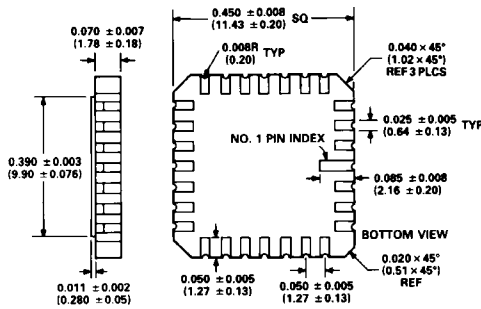 0.450 ±0.008
(11.43 ±0.20) SQ
0.070 ±0.007
(1.78 ±0.18)
0.008R
(0.20) TYP
0.040 × 45°
(1.02 × 45°)
REF 3 PLCS
0.025 ±0.005
(0.64 ±0.13) TYP
NO. 1 PIN INDEX
0.390 ±0.003
(9.90 ±0.076)
0.085 ±0.008
(2.16 ±0.20)
BOTTOM VIEW
0.020 × 45°
(0.51 × 45°)
REF
0.011 ±0.002
(0.280 ±0.05)
0.050 ±0.005
(1.27 ±0.13)
0.050 ±0.005
(1.27 ±0.13)